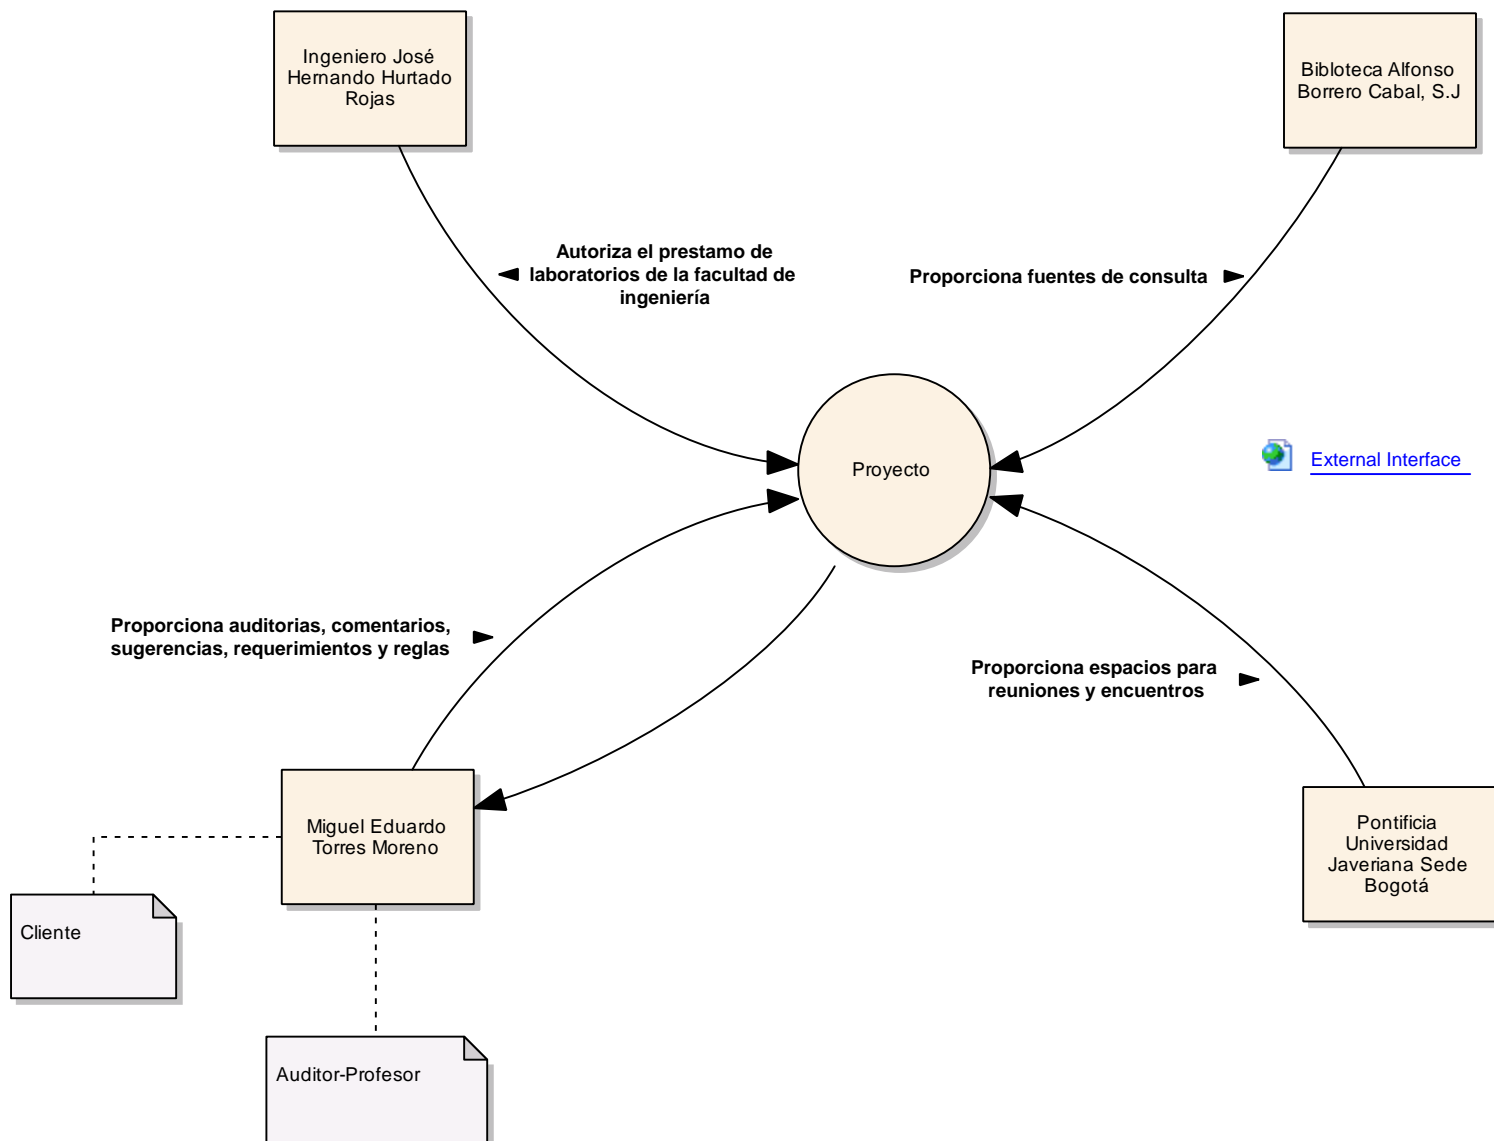 Ingeniero José
Hernando Hurtado
Rojas
Bibloteca Alfonso
Borrero Cabal, S.J
Autoriza el prestamo de
laboratorios de la facultad de
ingeniería
Proporciona fuentes de consulta
Proyecto
External Interface
Proporciona auditorias, comentarios,
sugerencias, requerimientos y reglas
Proporciona espacios para
reuniones y encuentros
Miguel Eduardo
Torres Moreno
Pontificia
Universidad
Javeriana Sede
Bogotá
Cliente
Auditor-Profesor